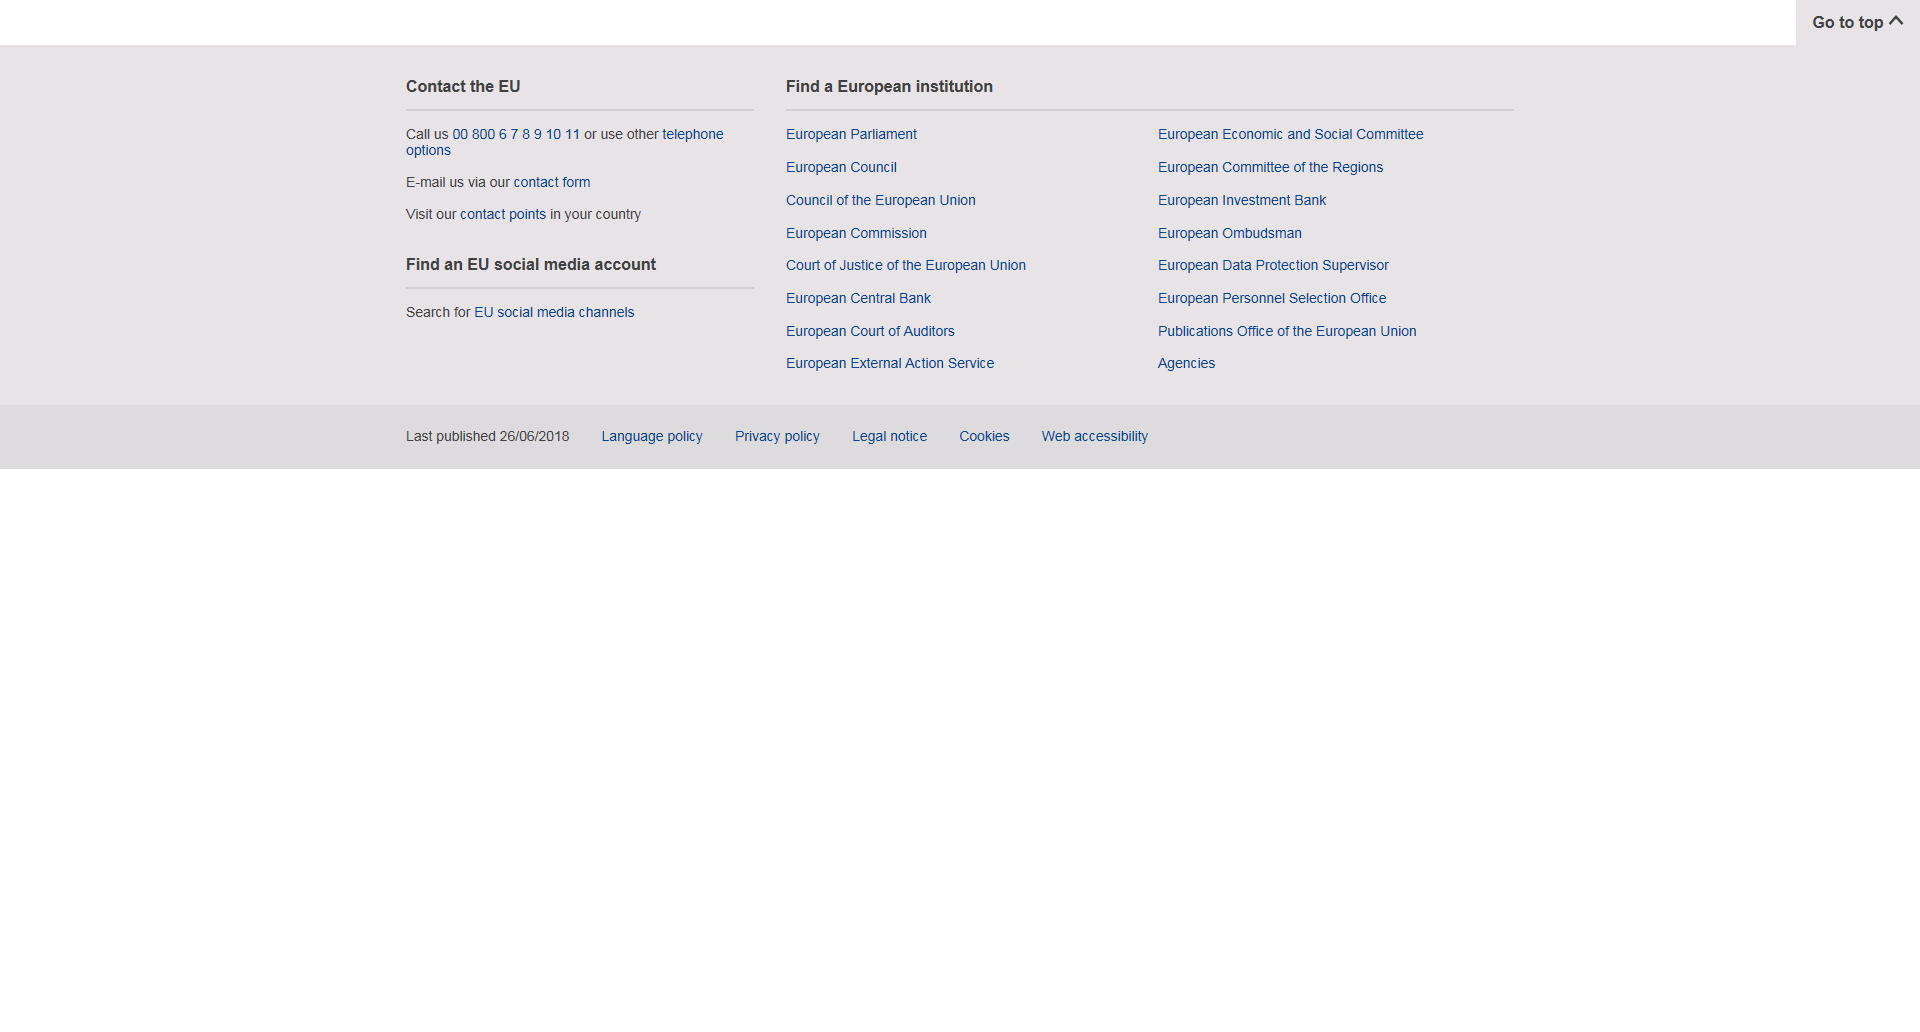 Go to top
Contact the EU
Call us 00 800 6 7 8 9 10 11 or use other telephone
options
E-mail us via our contact form
Visit our contact points in your country
Find an EU social media account
Search for EU social media channels
Find a European institution
European Parliament
European Council
Council of the European Union
European Commission
Court of Justice of the European Union
European Central Bank
European Court of Auditors
European External Action Service
European Economic and Social Committee
European Committee of the Regions
European Investment Bank
European Ombudsman
European Data Protection Supervisor
European Personnel Selection Office
Publications Office of the European Union
Agencies
Last published 26/06/2018 Language policy Privacy policy Legal notice Cookies Web accessibility